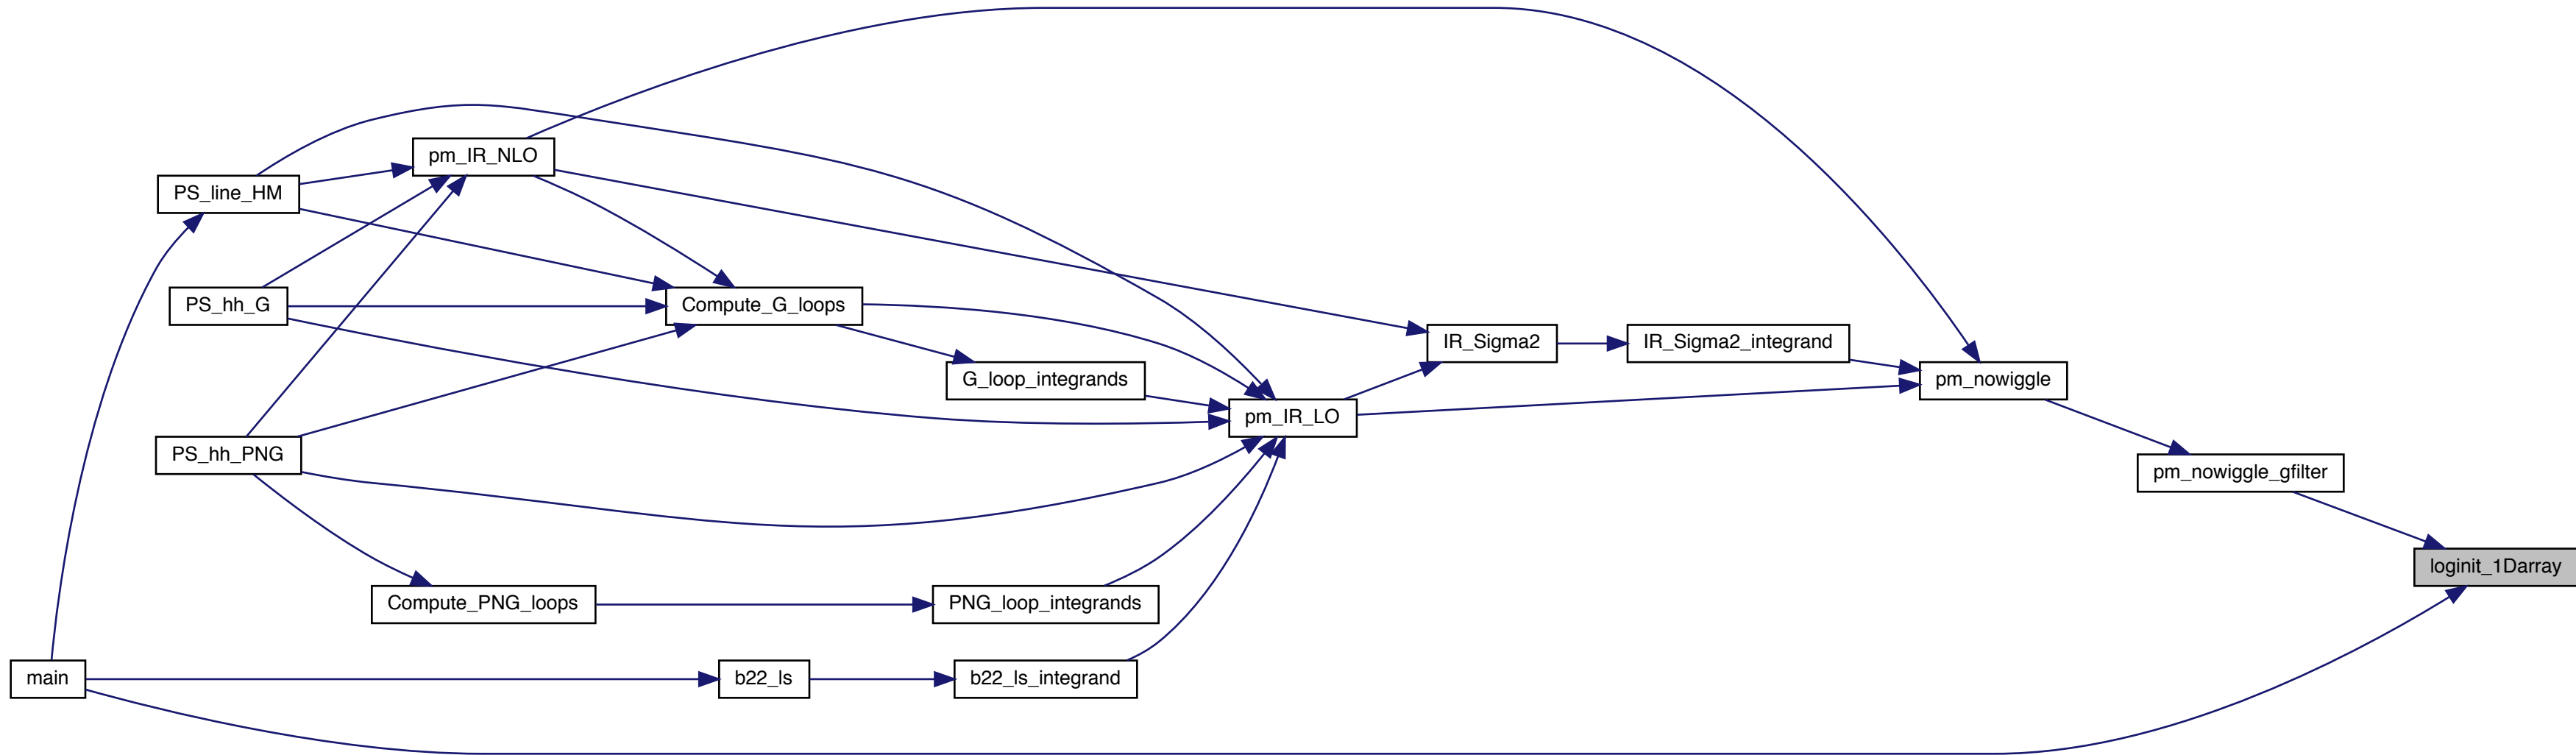 pm_IR_NLO
PS_line_HM
PS_hh_G
Compute_G_loops
IR_Sigma2
IR_Sigma2_integrand
G_loop_integrands
pm_nowiggle
pm_IR_LO
PS_hh_PNG
pm_nowiggle_gfilter
loginit_1Darray
Compute_PNG_loops
PNG_loop_integrands
main
b22_ls
b22_ls_integrand